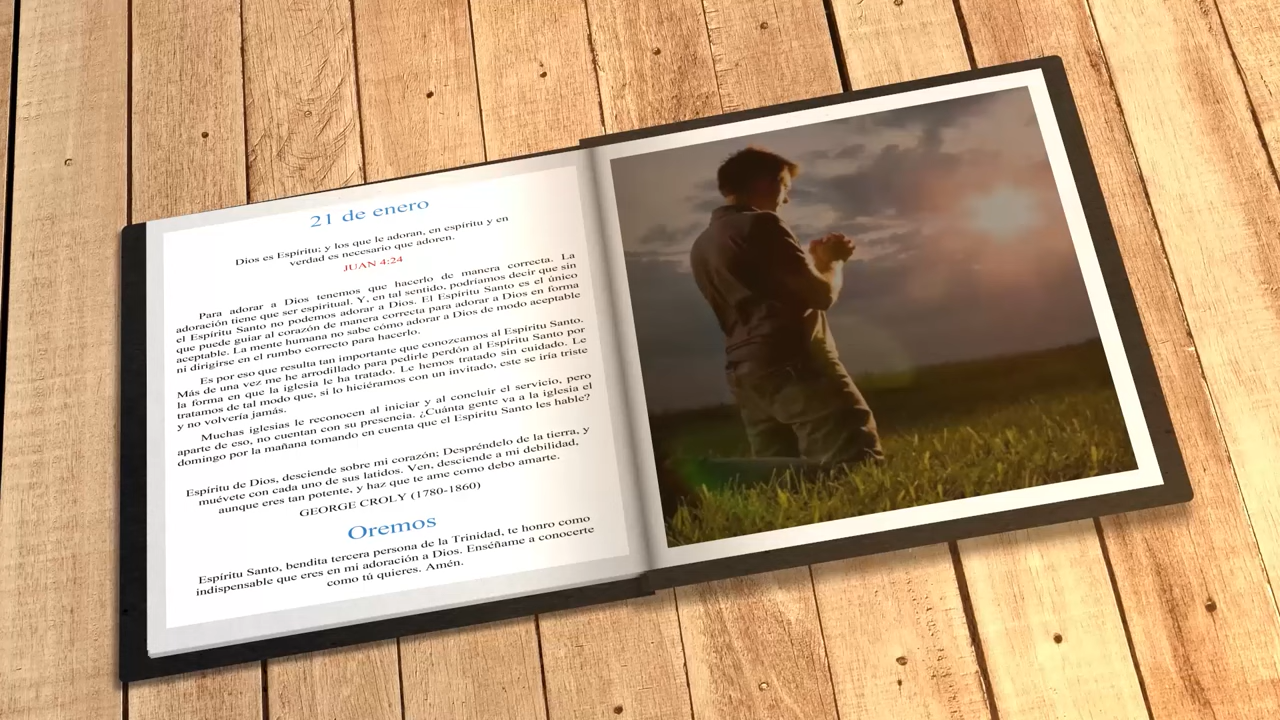 21 de enero
Dios es Espíritu; y los que le adoran, en espíritu y en
verdad es necesario que adoren.
JUAN 4:24
Para adorar a Dios tenemos que hacerlo de manera correcta. La
adoración tiene que ser espiritual. Y, en tal sentido, podríamos decir que sin
el Espíritu Santo no podemos adorar a Dios. El Espíritu Santo es el único
que puede guiar al corazón de manera correcta para adorar a Dios en forma
aceptable. La mente humana no sabe cómo adorar a Dios de modo aceptable
ni dirigirse en el rumbo correcto para hacerlo.
Es por eso que resulta tan importante que conozcamos al Espíritu Santo.
Más de una vez me he arrodillado para pedirle perdón al Espíritu Santo por
la forma en que la iglesia le ha tratado. Le hemos tratado sin cuidado. Le
tratamos de tal modo que, si lo hiciéramos con un invitado, este se iría triste
y no volvería jamás.
Muchas iglesias le reconocen al iniciar y al concluir el servicio, pero
aparte de eso, no cuentan con su presencia. ¿Cuánta gente va a la iglesia el
domingo por la mañana tomando en cuenta que el Espíritu Santo les hable?
Espíritu de Dios, desciende sobre mi corazón; Despréndelo de la tierra, y
muévete con cada uno de sus latidos. Ven, desciende a mi debilidad,
aunque eres tan potente, y haz que te ame como debo amarte.
GEORGE CROLY (1780-1860)
Oremos
Espíritu Santo, bendita tercera persona de la Trinidad, te honro como
indispensable que eres en mi adoración a Dios. Enséñame a conocerte
como tú quieres. Amén.